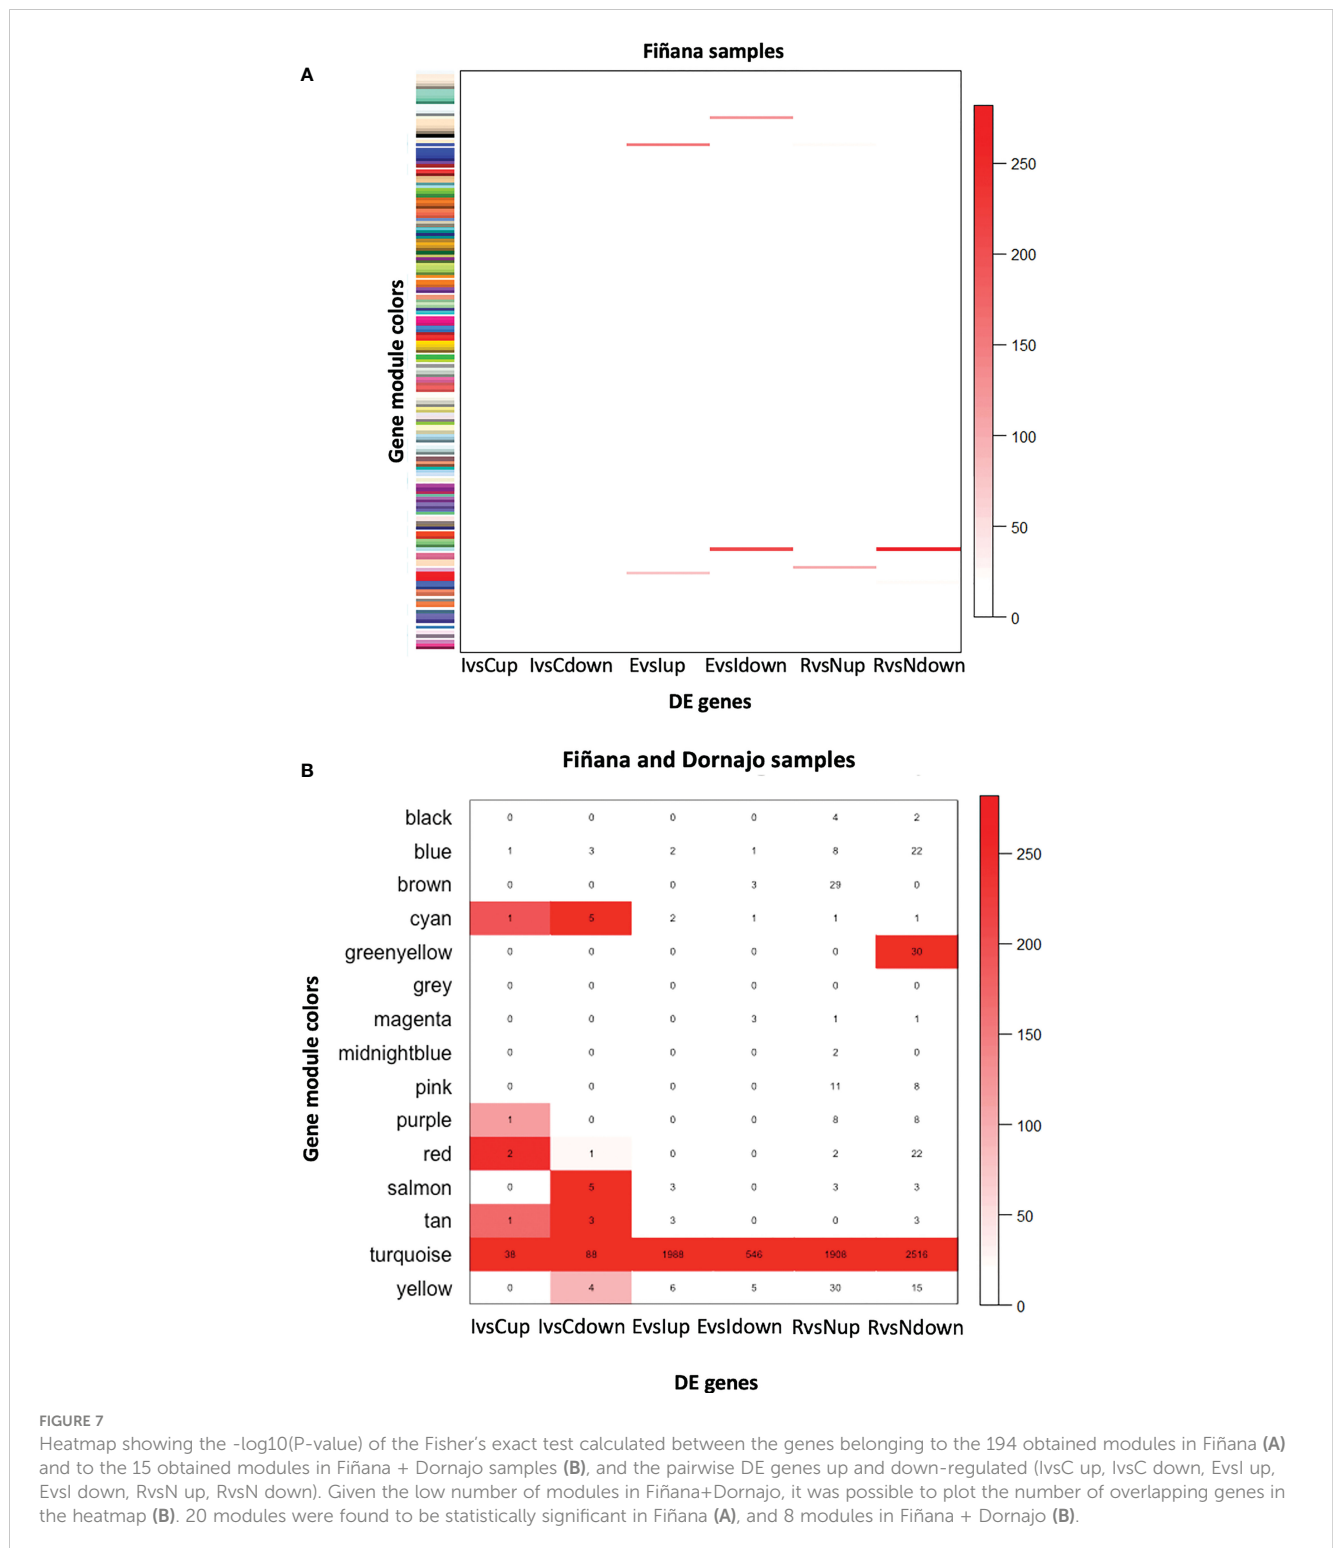 Fiñana samples
A
Gene module colors
250
200
150
100
50
0
IvsCup IvsCdown EvsIup EvsIdown RvsNup RvsNdown
DE genes
B
Fiñana and Dornajo samples
Gene module colors
black 0 0 0 0 4 2
blue 1 3 2 1 8 22
brown 0 0 0 3 29 0
cyan 1 5 2 1 1 1
greenyellow 0 0 0 0 0 30
grey 0 0 0 0 0 0
magenta 0 0 0 3 1 1
midnightblue 0 0 0 0 2 0
pink 0 0 0 0 11 8
purple 1 0 0 0 8 8
red 2 1 0 0 2 22
salmon 0 5 3 0 3 3
tan 1 3 3 0 0 3
turquoise 38 68 1988 546 1908 2516
yellow 0 4 6 5 30 15
250
200
150
100
50
0
IvsCup IvsCdown EvsIup EvsIdown RvsNup RvsNdown
DE genes
FIGURE 7
Heatmap showing the -log10(P-value) of the Fisher's exact test calculated between the genes belonging to the 194 obtained modules in Fiñana (A)
and to the 15 obtained modules in Fiñana + Dornajo samples (B), and the pairwise DE genes up and down-regulated (IvsC up, IvsC down, EvsI up,
EvsI down, RvsN up, RvsN down). Given the low number of modules in Fiñana+Dornajo, it was possible to plot the number of overlapping genes in
the heatmap (B). 20 modules were found to be statistically significant in Fiñana (A), and 8 modules in Fiñana + Dornajo (B).